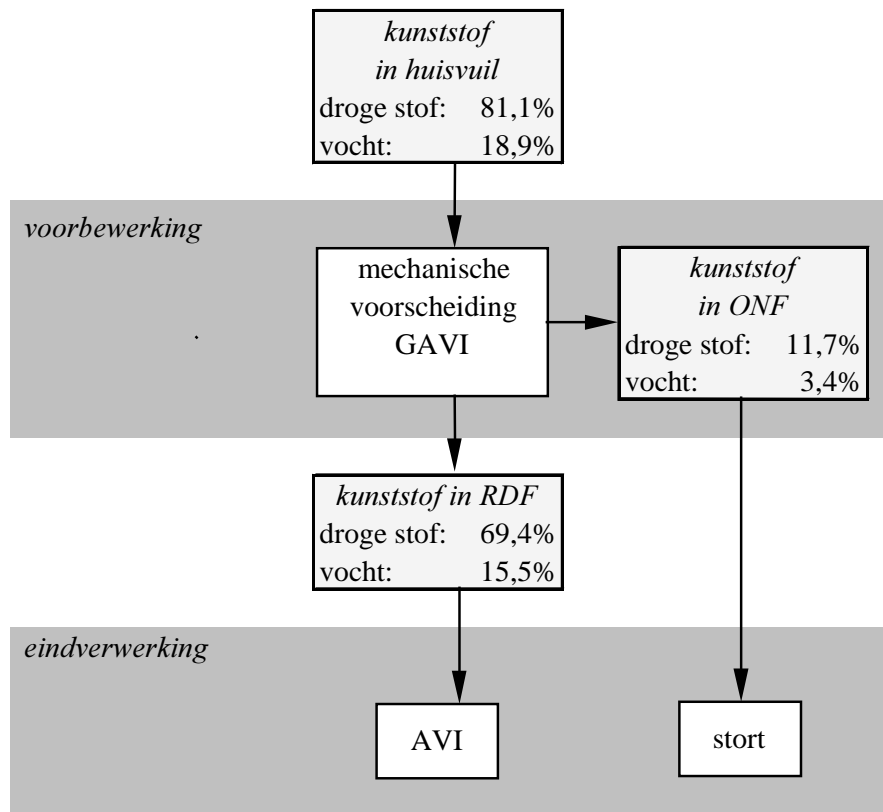 kunststof
in huisvuil
droge stof: 81,1%
vocht: 18,9%
voorbewerking
mechanische
voorscheiding
GAVI
kunststof
in ONF
droge stof: 11,7%
vocht: 3,4%
kunststof in RDF
droge stof: 69,4%
vocht: 15,5%
eindverwerking
AVI
stort